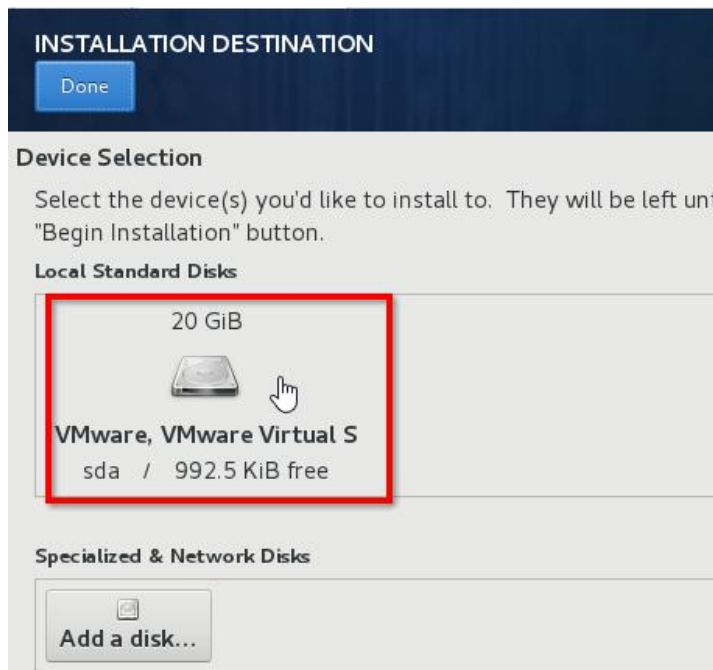 INSTALLATION DESTINATION
Done
Device Selection
Select the device(s) you'd like to install to. They will be left
"Begin Installation" button.
Local Standard Disks
20 GiB
VMware, VMware Virtual S
sda / 992.5 KiB free
Specialized & Network Disks
Add a disk...